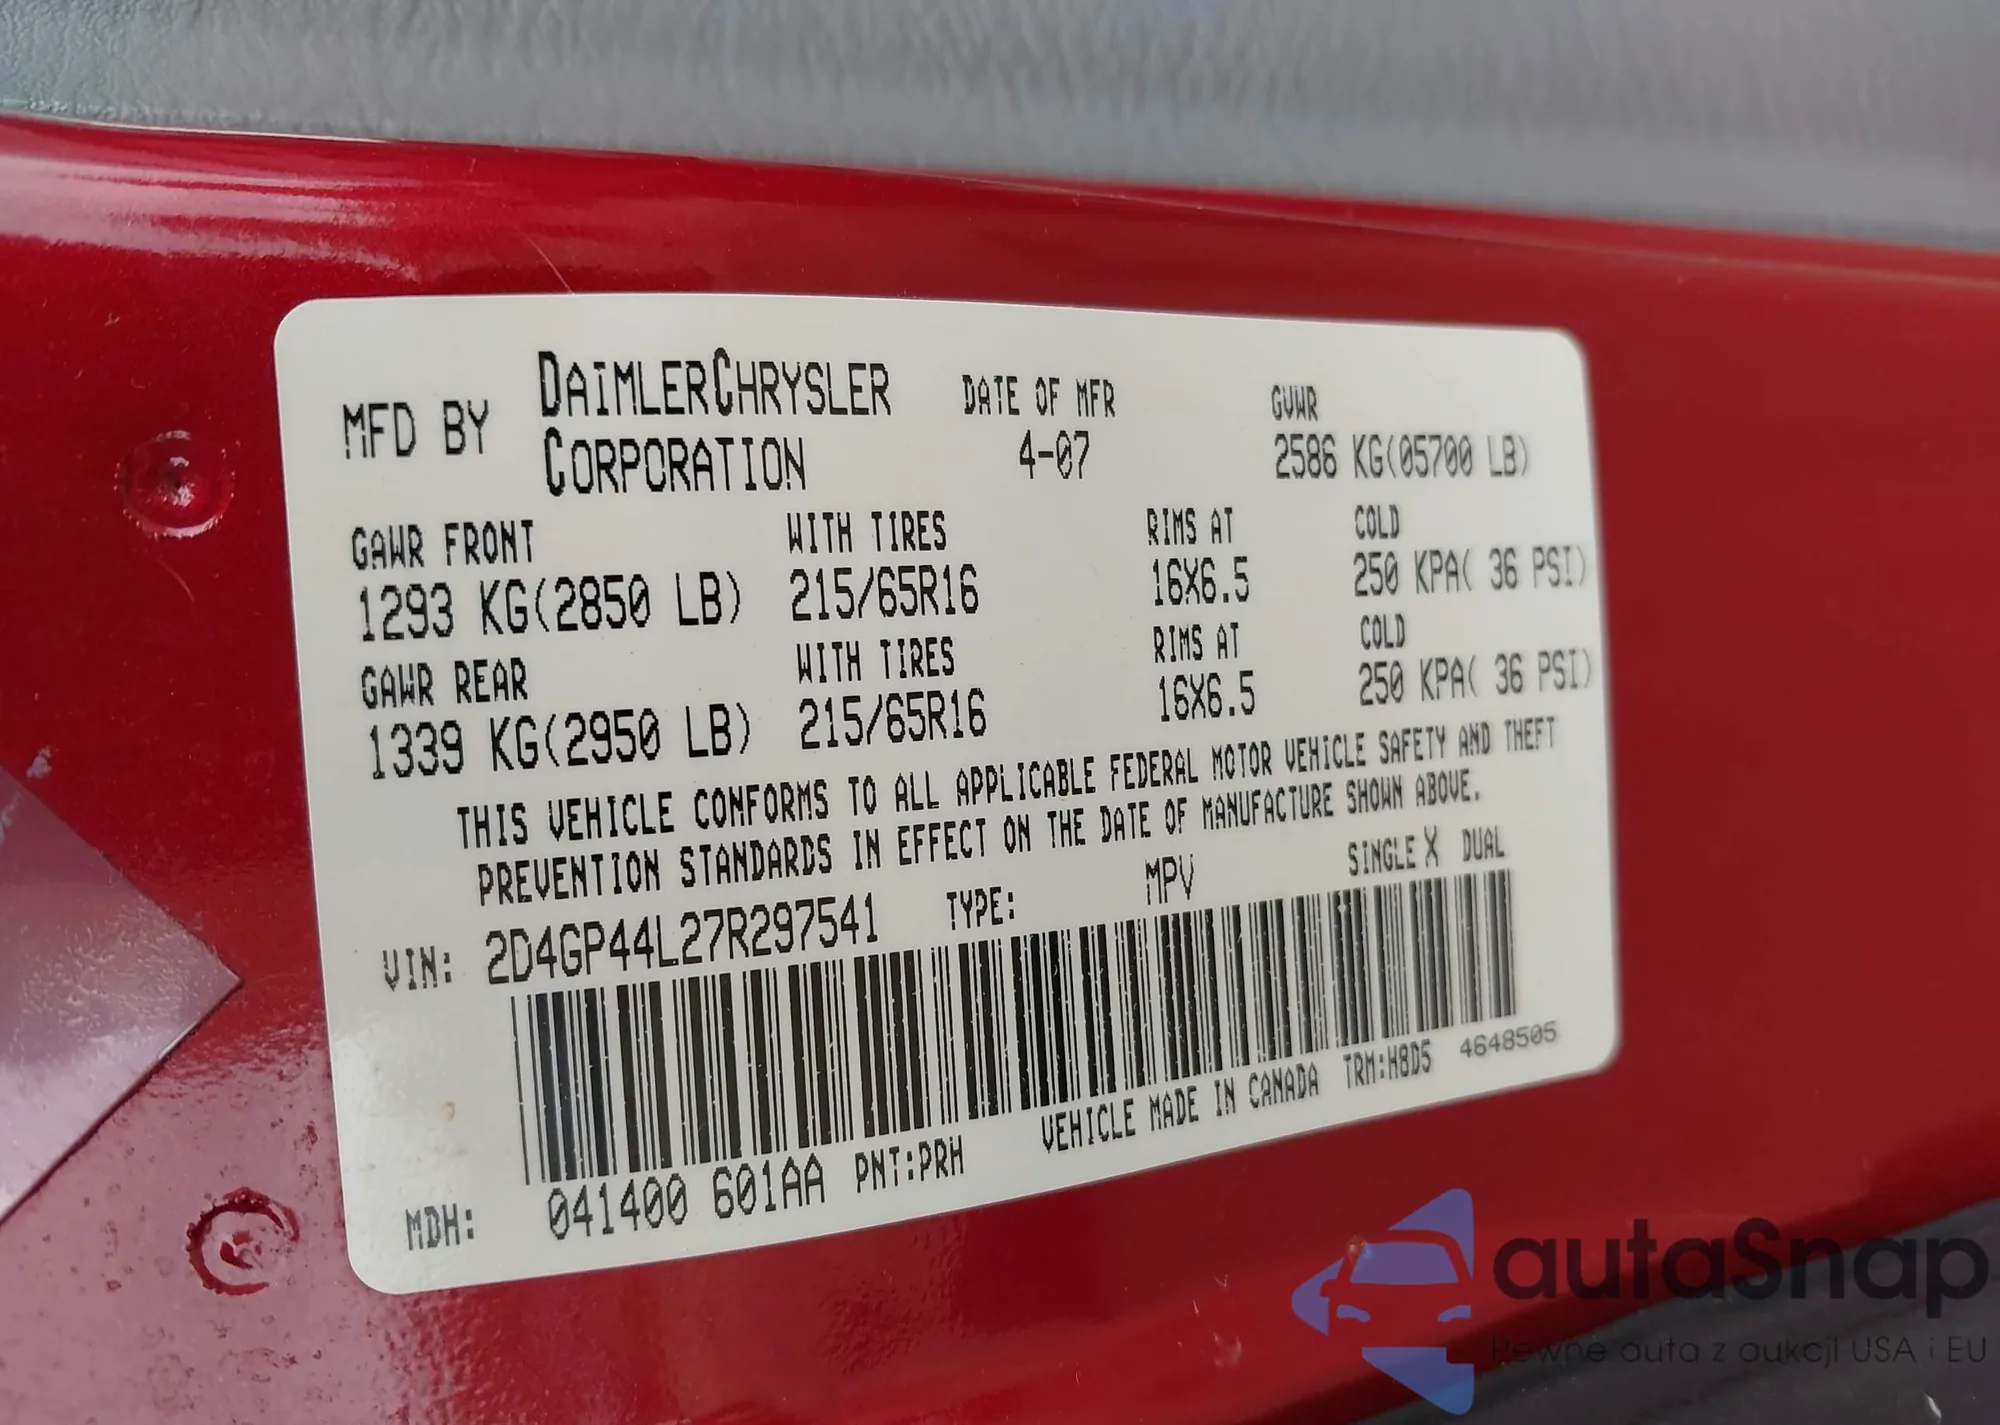 MFD BY DAIMLERCHRYSLER CORPORATION
DATE OF MFR
4-07
GVWR
2586 KG(05700 LB)
GAWR FRONT WITH TIRES RIMS AT COLD
1293 KG(2850 LB) 215/65R16 16X6.5 250 KPA( 36 PSI)
GAWR REAR WITH TIRES RIMS AT COLD
1339 KG(2950 LB) 215/65R16 16X6.5 250 KPA( 36 PSI)
THIS VEHICLE CONFORMS TO ALL APPLICABLE FEDERAL MOTOR VEHICLE SAFETY AND THEFT
PREVENTION STANDARDS IN EFFECT ON THE DATE OF MANUFACTURE SHOWN ABOVE.
VIN: 2D4GP44L27R297541 TYPE: MPV SINGLE X DUAL
MDH: 041400 601AA PNT:PRH VEHICLE MADE IN CANADA TRM:H8D5 4648505
autaSnap
Pewne auta z aukcji USA i EU